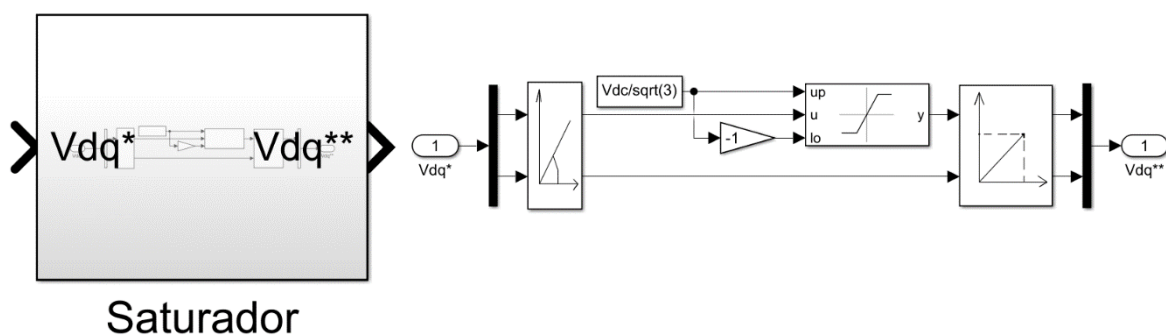 Vdq*
Vdq**
Saturador
1
Vdq*
Vdc/sqrt(3)
-1
up
u
lo
y
1
Vdq**